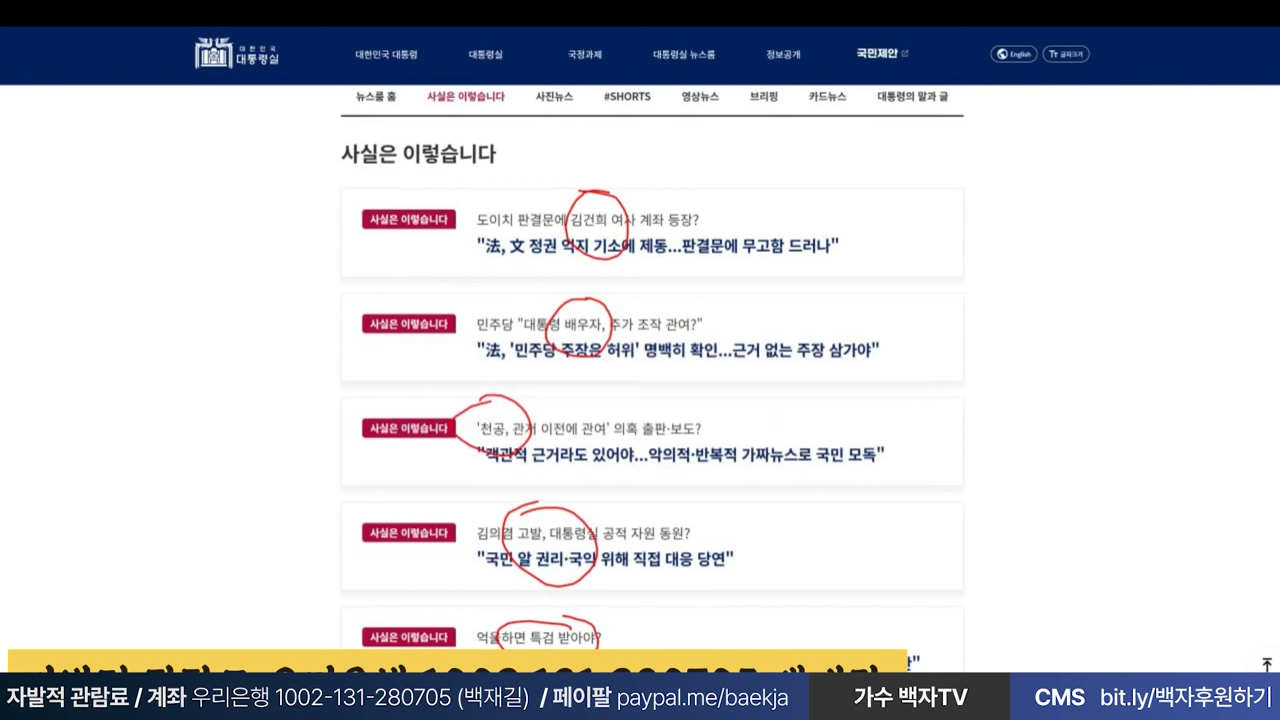 대한민국
대통령실
대한민국 대통령
대통령실
국정과제
대통령실 뉴스룸
정보공개
국민제안
English
Tт 글자크기
뉴스룸 홈
사실은 이렇습니다
사진뉴스
#SHORTS
영상뉴스
브리핑
카드뉴스
대통령의 말과 글
사실은 이렇습니다
사실은 이렇습니다
도이치 판결문에 김건희 여사 계좌 등장?
"法, 文 정권 억지 기소에 제동...판결문에 무고함 드러나"
사실은 이렇습니다
민주당 "대통령 배우자, 주가 조작 관여?"
"法, '민주당 주장은 허위' 명백히 확인...근거 없는 주장 삼가야"
사실은 이렇습니다
'천공, 관저 이전에 관여' 의혹 출판·보도?
"객관적 근거라도 있어야...악의적·반복적 가짜뉴스로 국민 모독"
사실은 이렇습니다
김의겸 고발, 대통령실 공적 자원 동원?
"국민 알 권리·국익 위해 직접 대응 당연"
사실은 이렇습니다
억울하면 특검 받아야?
자발적 관람료 / 계좌 우리은행 1002-131-280705 (백재길) / 페이팔 paypal.me/baekja
가수 백자TV
CMS bit.ly/백자후원하기